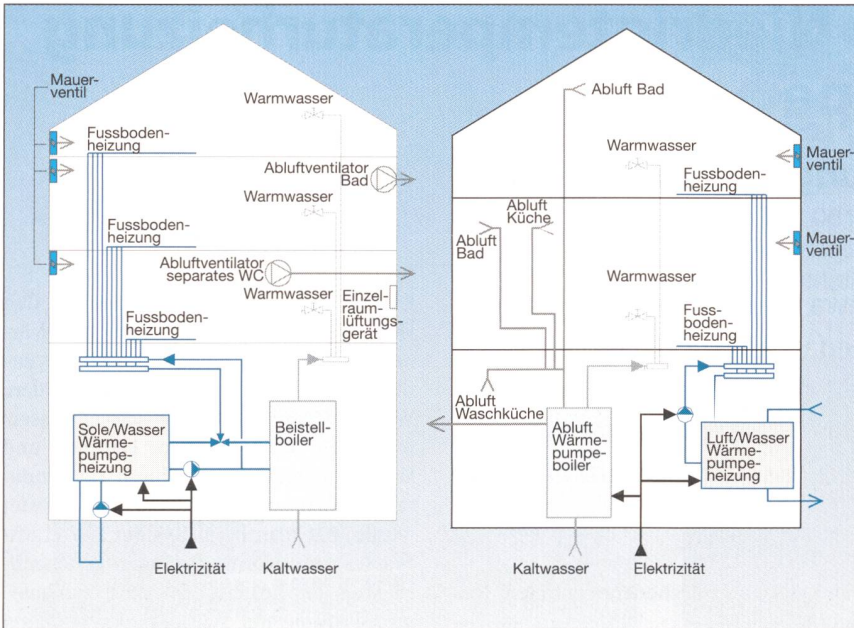 Mauer-
ventil
Fussboden-
heizung
Warmwasser
Abluftventilator
Bad
Warmwasser
Fussboden-
heizung
Abluftventilator
separates WC
Warmwasser
Einzel-
raum-
lüftungs-
gerät
Fussboden-
heizung
Sole/Wasser
Wärme-
pumpe-
heizung
Beistell-
boiler
Elektrizität
Kaltwasser
Abluft Bad
Warmwasser
Mauer-
ventil
Fussboden-
heizung
Abluft
Küche
Abluft
Bad
Mauer-
ventil
Warmwasser
Fuss-
boden-
heizung
Abluft
Waschküche
Abluft
Wärme-
pumpe-
boiler
Luft/Wasser
Wärme-
pumpe-
heizung
Kaltwasser
Elektrizität